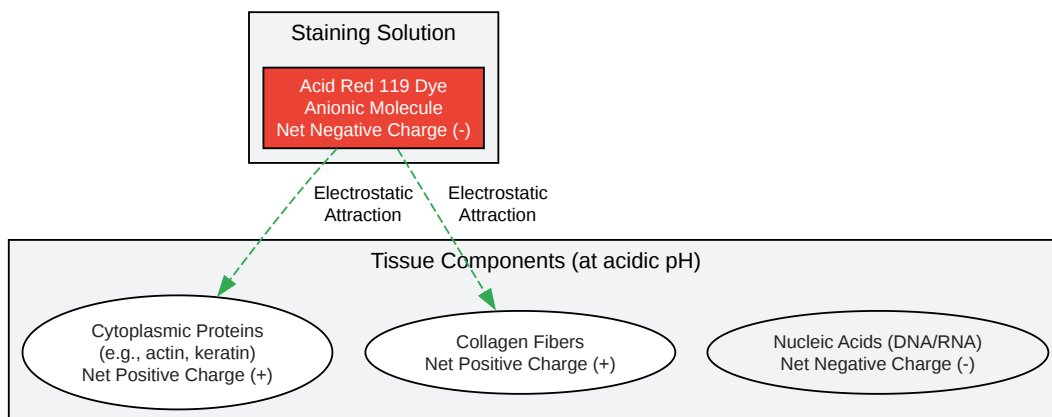 Staining Solution
Acid Red 119 Dye
Anionic Molecule
Net Negative Charge (-)
Electrostatic
Attraction
Electrostatic
Attraction
Tissue Components (at acidic pH)
Cytoplasmic Proteins
(e.g., actin, keratin)
Net Positive Charge (+)
Collagen Fibers
Net Positive Charge (+)
Nucleic Acids (DNA/RNA)
Net Negative Charge (-)